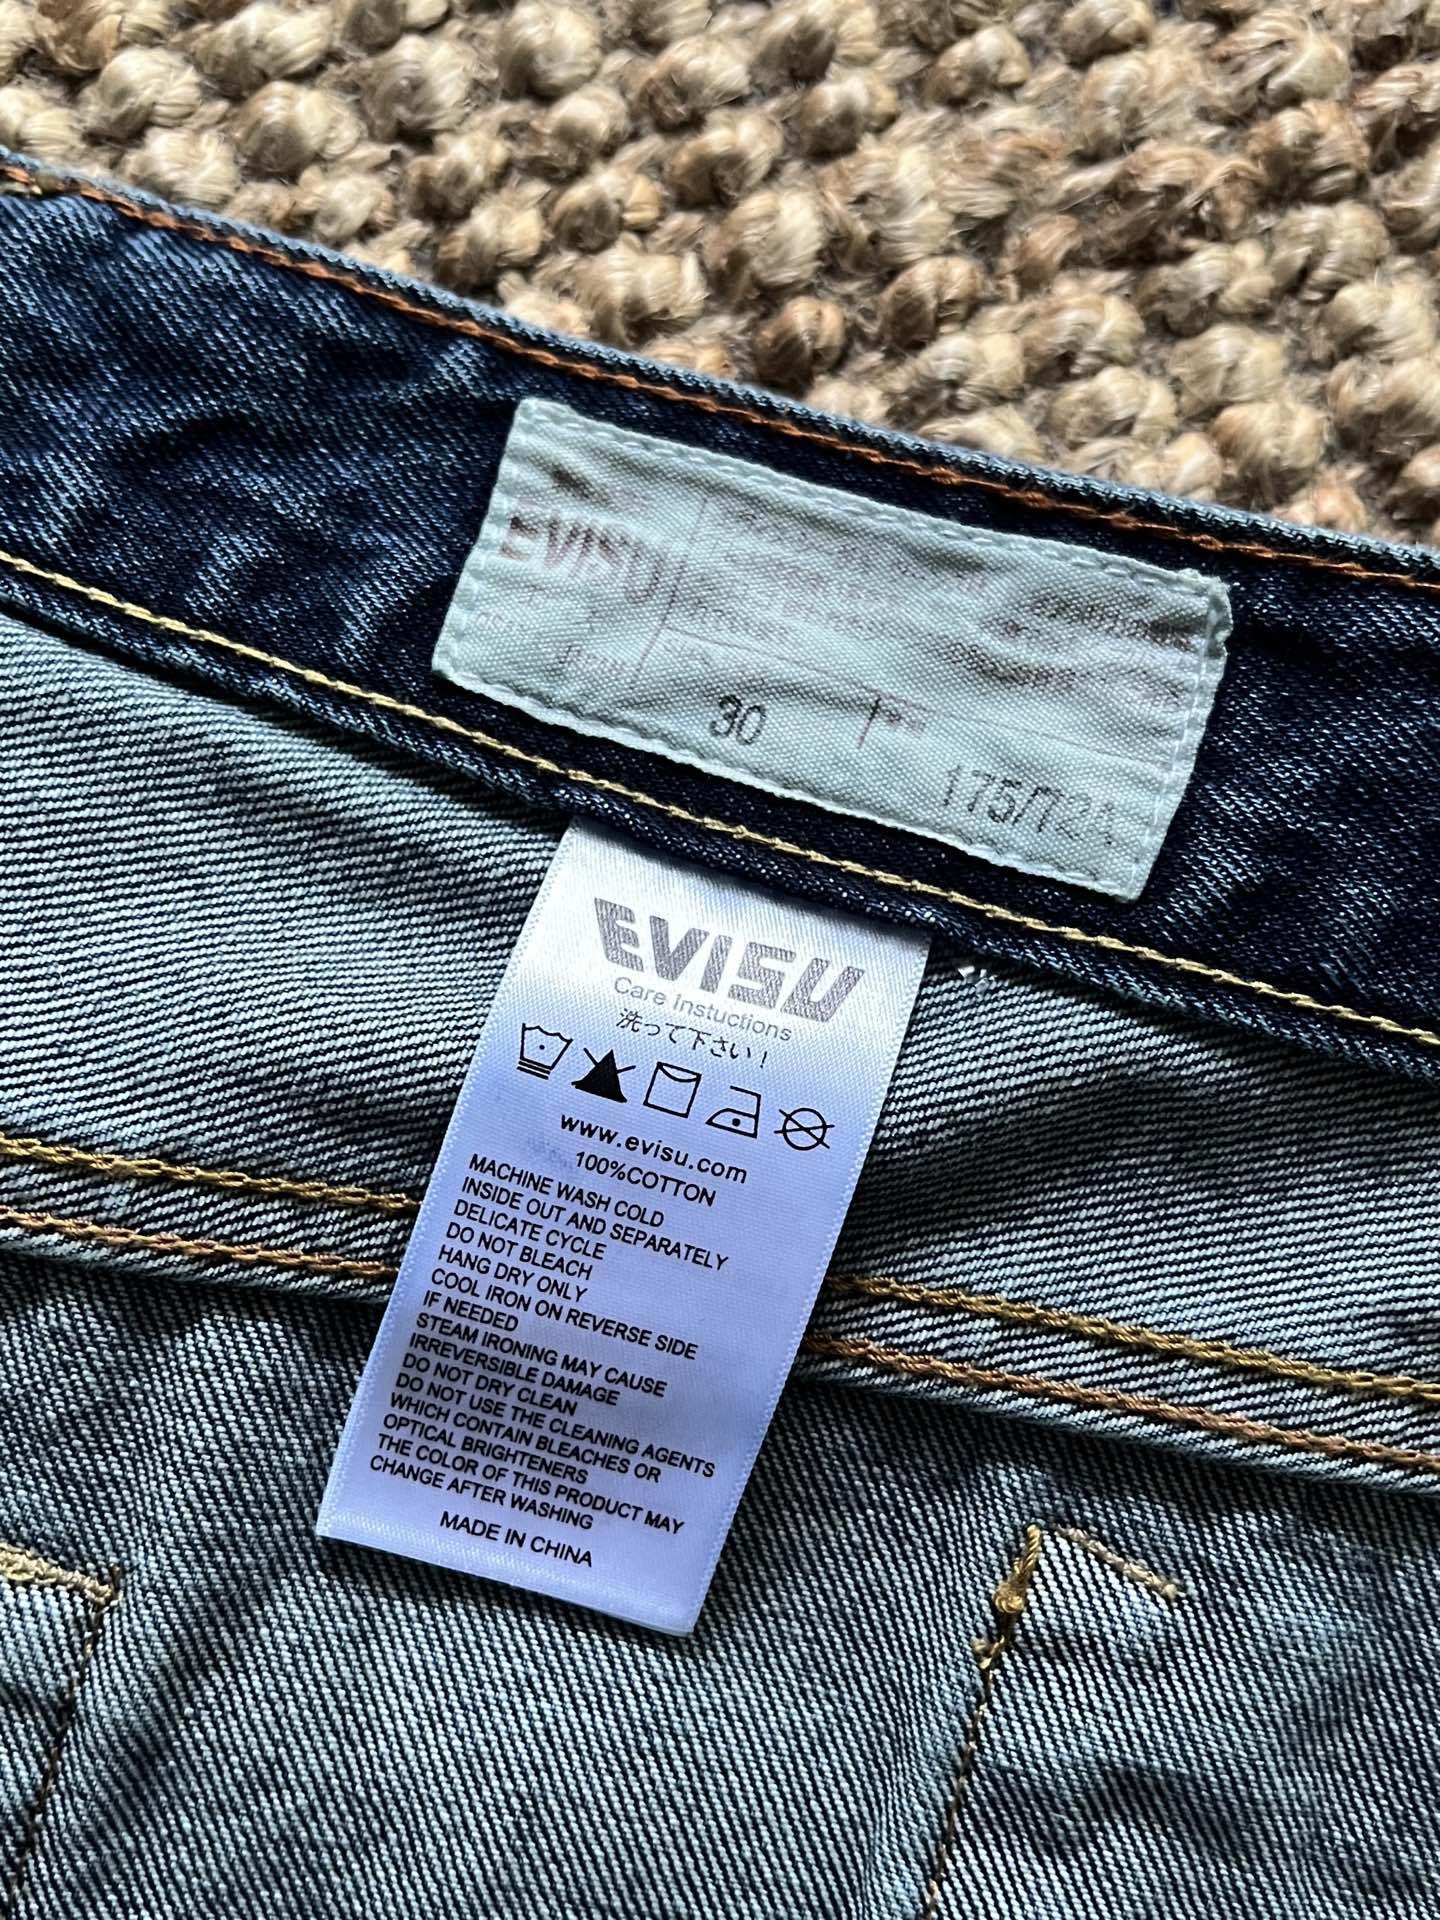 EVISU
30
175/72A
EVISU
Care Instuctions
洗って下さい！
www.evisu.com
100%COTTON
MACHINE WASH COLD
INSIDE OUT AND SEPARATELY
DELICATE CYCLE
DO NOT BLEACH
HANG DRY ONLY
COOL IRON ON REVERSE SIDE
IF NEEDED
STEAM IRONING MAY CAUSE
IRREVERSIBLE DAMAGE
DO NOT DRY CLEAN
DO NOT USE THE CLEANING AGENTS
WHICH CONTAIN BLEACHES OR
OPTICAL BRIGHTENERS
THE COLOR OF THIS PRODUCT MAY
CHANGE AFTER WASHING
MADE IN CHINA